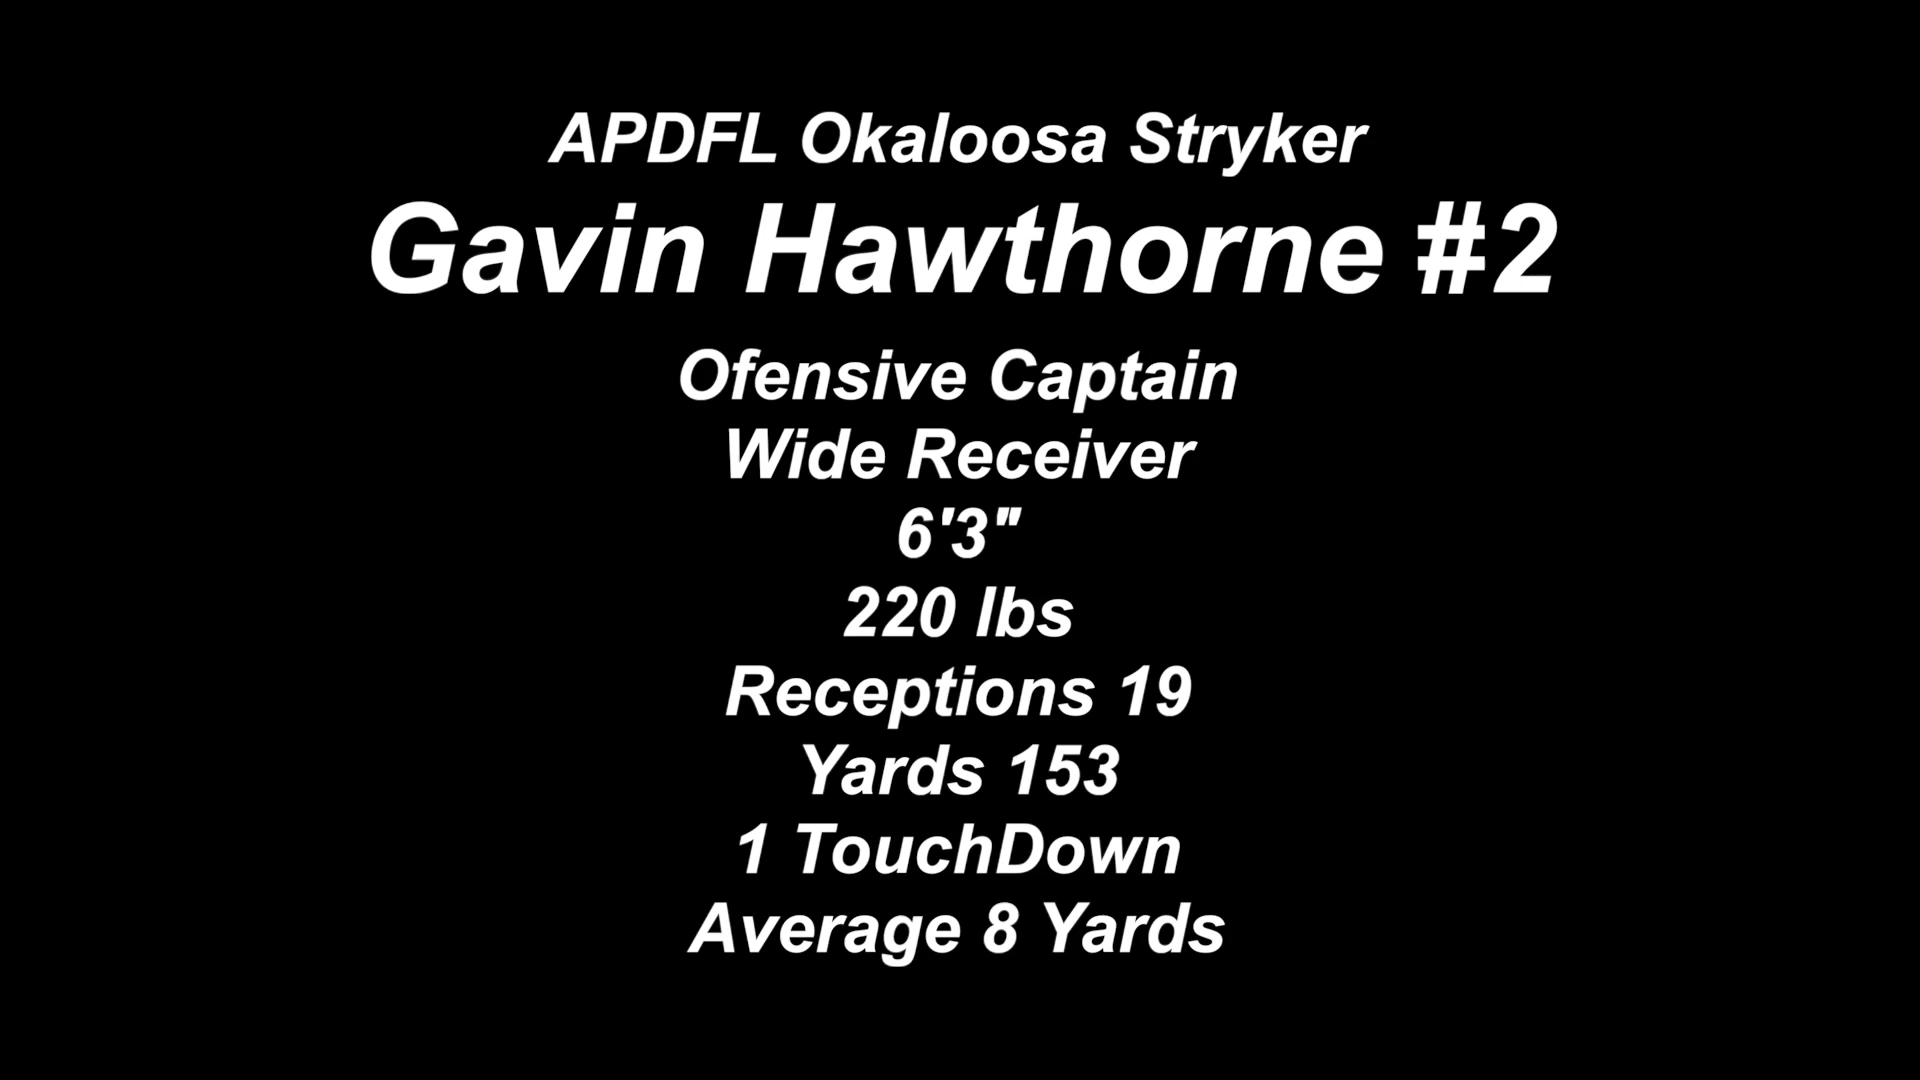 APDFL Okaloosa Stryker
Gavin Hawthorne #2
Ofensive Captain
Wide Receiver
6'3"
220 lbs
Receptions 19
Yards 153
1 TouchDown
Average 8 Yards